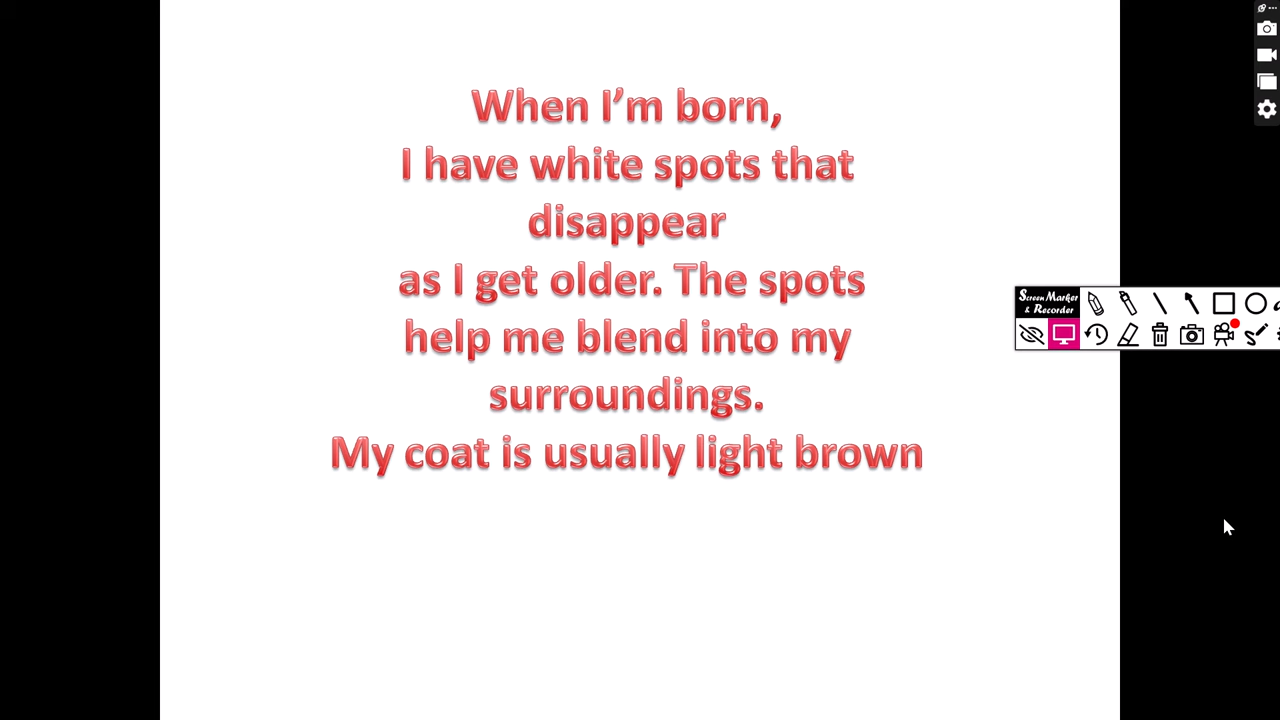 When I’m born,
I have white spots that
disappear
as I get older. The spots
help me blend into my
surroundings.
My coat is usually light brown
Screen Marker
& Recorder